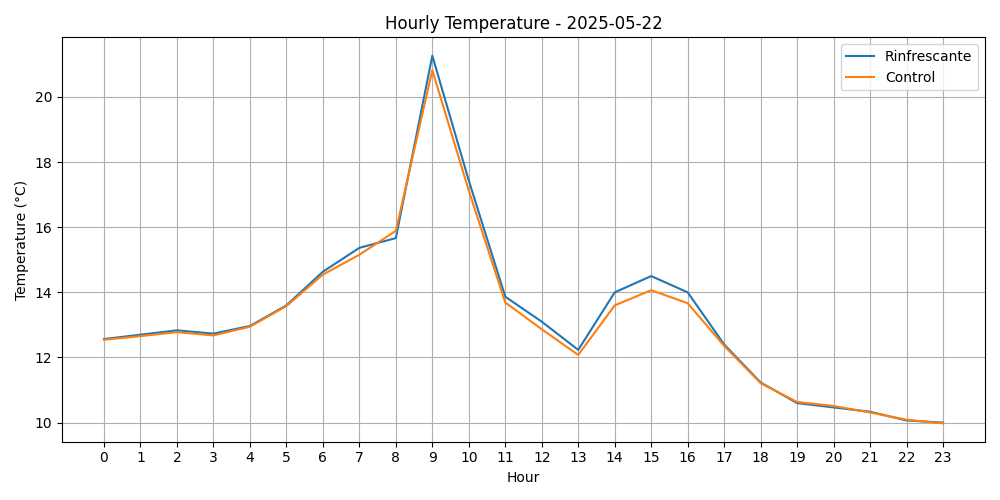 Hourly Temperature - 2025-05-22
Rinfrescante
Control
Temperature (°C)
20
18
16
14
12
10
0 1 2 3 4 5 6 7 8 9 10 11 12 13 14 15 16 17 18 19 20 21 22 23
Hour